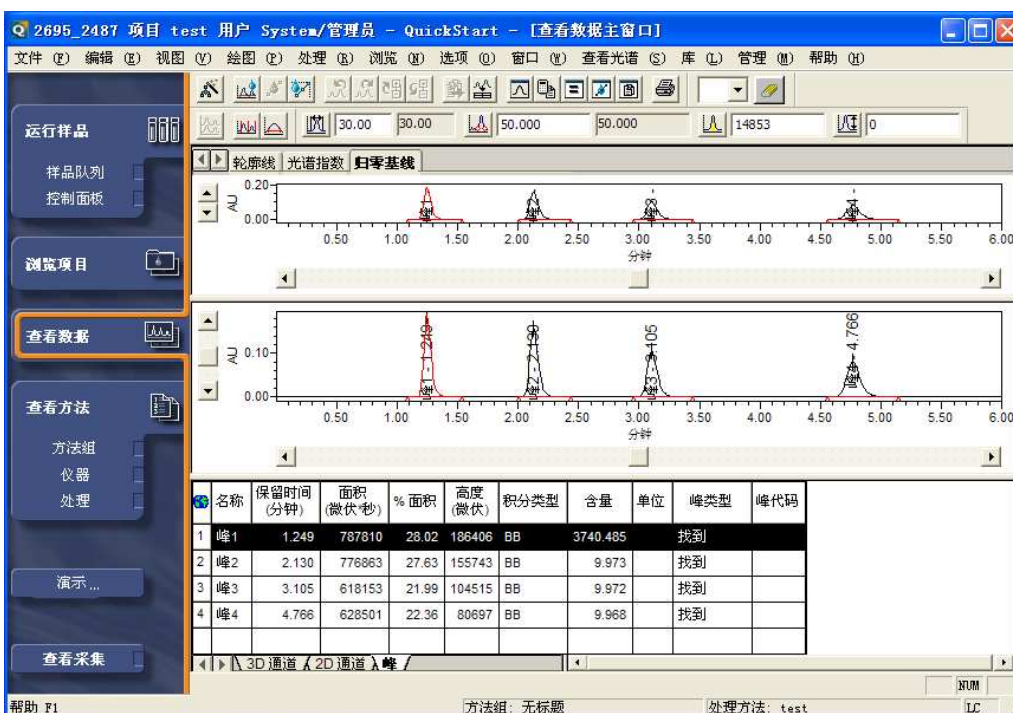 2695_2487 项目 test 用户 System/管理员 - QuickStart - [查看数据主窗口]
文件 (F) 编辑 (E) 视图 (V) 绘图 (P) 处理 (R) 浏览 (N) 选项 (O) 窗口 (W) 查看光谱 (S) 库 (L) 管理 (M) 帮助 (H)
30.00 30.00 50.000 50.000 14853 0
运行样品
样品队列
控制面板
浏览项目
查看数据
查看方法
方法组
仪器
处理
演示...
查看采集
轮廓线 光谱指数 归零基线
AU
0.20
0.00
0.50 1.00 1.50 2.00 2.50 3.00 3.50 4.00 4.50 5.00 5.50 6.00
分钟
AU
0.10
0.00
峰1 - 1.249
峰2 - 2.130
峰3 - 3.105
峰4 - 4.766
0.50 1.00 1.50 2.00 2.50 3.00 3.50 4.00 4.50 5.00 5.50 6.00
分钟
名称 保留时间 (分钟) 面积 (微伏*秒) % 面积 高度 (微伏) 积分类型 含量 单位 峰类型 峰代码
1 峰1 1.249 787810 28.02 186406 BB 3740.485 找到
2 峰2 2.130 776863 27.63 155743 BB 9.973 找到
3 峰3 3.105 618153 21.99 104515 BB 9.972 找到
4 峰4 4.766 628501 22.36 80697 BB 9.968 找到
3D 通道 2D 通道 峰
NUM
帮助 F1 方法组: 无标题 处理方法: test LC